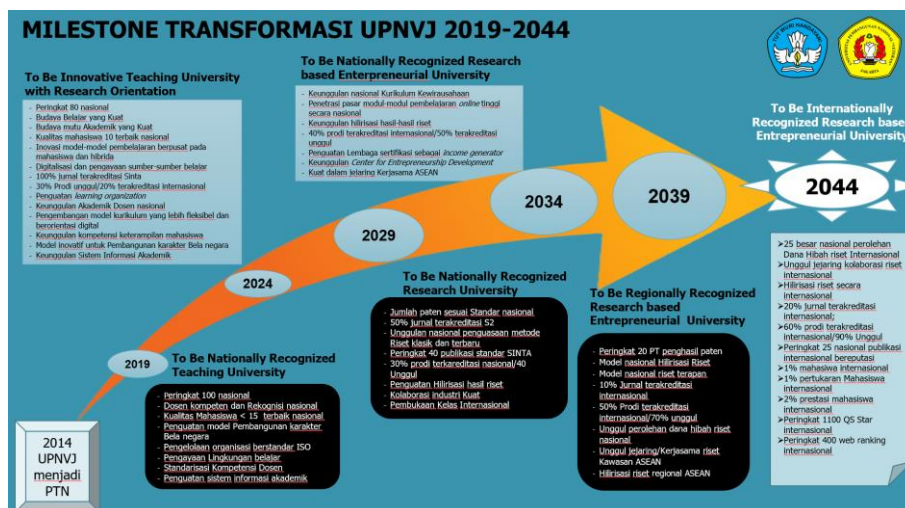 MILESTONE TRANSFORMASI UPNVJ 2019-2044
To Be Innovative Teaching University
with Research Orientation
- Peringkat 80 nasional
- Budaya Belajar yang Kuat
- Budaya mutu Akademik yang Kuat
- Kualitas mahasiswa 10 terbaik nasional
- Inovasi model-model pembelaran berpusat pada
mahasiswa dan hibrida
- Digitalisasi dan pengayaan sumber-sumber belajar
- 100% jurnal terakreditasi Sinta
- 30% Prodi unggul/20% terakreditasi internasional
- Penguatan learning organization
- Keunggulan Akademik Dosen nasional
- Pengembangan model kurikulum yang lebih fleksibel dan
berorientasi digital
- Keunggulan kompetensi keterampilan mahasiswa
- Model inovatif untuk Pembangunan karakter Bela negara
- Keunggulan Sistem Informasi Akademik
To Be Nationally Recognized Research
based Enterpreneurial University
- Keunggulan nasional Kurikulum Kewirausahaan
- Penetrasi pasar modul-modul pembelajaran online tinggi
secara nasional
- Keunggulan hilirisasi hasil-hasil riset
- 40% prodi terakreditasi internasional/50% terakreditasi
unggul
- Penguatan Lembaga sertifikasi sebagai income generator
- Keunggulan Center for Entrepreneurship Development
- Kuat dalam jejaring Kerjasama ASEAN
To Be Internationally
Recognized Research based
Entrepreneurial University
2044
2039
2034
2029
2024
2019
2014
UPNVJ
menjadi
PTN
To Be Nationally Recognized
Teaching University
- Peringkat 100 nasional
- Dosen kompeten dan Rekognisi nasional
- Kualitas Mahasiswa < 15 terbaik nasional
- Penguatan model Pembangunan karakter
Bela negara
- Pengelolaan organisasi berstandar ISO
- Pengayaan Lingkungan belajar
- Standarisasi Kompetensi Dosen
- Penguatan sistem informasi akademik
To Be Nationally Recognized
Research University
- Jumlah paten sesuai Standar nasional
- 50% jurnal terakreditasi S2
- Unggulan nasional penguasaan metode
Riset klasik dan terbaru
- Peringkat 40 publikasi standar SINTA
- 30% prodi terkareditasi nasional/40
Unggul
- Penguatan Hilirisasi hasil riset
- Kolaborasi industri Kuat
- Pembukaan Kelas Internasional
To Be Regionally Recognized
Research based
Entrepreneurial University
- Peringkat 20 PT penghasil paten
- Model nasional Hilirisasi Riset
- Model nasional riset terapan
- 10% Jurnal terakreditasi
internasional
- 50% Prodi terakreditasi
internasional/70% unggul
- Unggul perolehan dana hibah riset
nasional
- Unggul jejaring/Kerjasama riset
Kawasan ASEAN
- Hilirisasi riset regional ASEAN
➢25 besar nasional perolehan
Dana Hibah riset Internasional
➢Unggul jejaring kolaborasi riset
internasional
➢Hilirisasi riset secara
internasional
➢20% jurnal terakreditasi
internasional;
➢60% prodi terakreditasi
internasional/90% Unggul
➢Peringkat 25 nasional publikasi
internasional bereputasi
➢1% mahasiwa internasional
➢1% pertukaran Mahasiswa
internasional
➢2% prestasi mahasiswa
internasional
➢Peringkat 1100 QS Star
internasional
➢Peringkat 400 web ranking
internasional